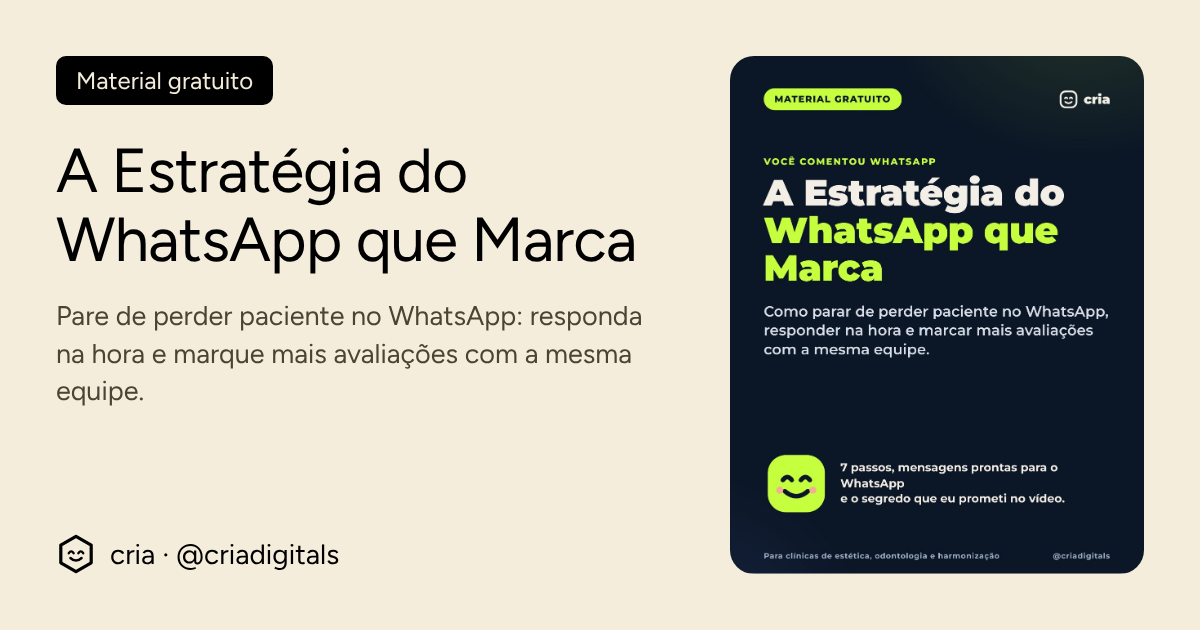 Material gratuito
A Estratégia do
WhatsApp que Marca
Pare de perder paciente no WhatsApp: responda
na hora e marque mais avaliações com a mesma
equipe.
cria · @criadigitals
MATERIAL GRATUITO
cria
VOCÊ COMENTOU WHATSAPP
A Estratégia do
WhatsApp que
Marca
Como parar de perder paciente no WhatsApp,
responder na hora e marcar mais avaliações
com a mesma equipe.
7 passos, mensagens prontas para o
WhatsApp
e o segredo que eu prometi no vídeo.
Para clínicas de estética, odontologia e harmonização
@criadigitals